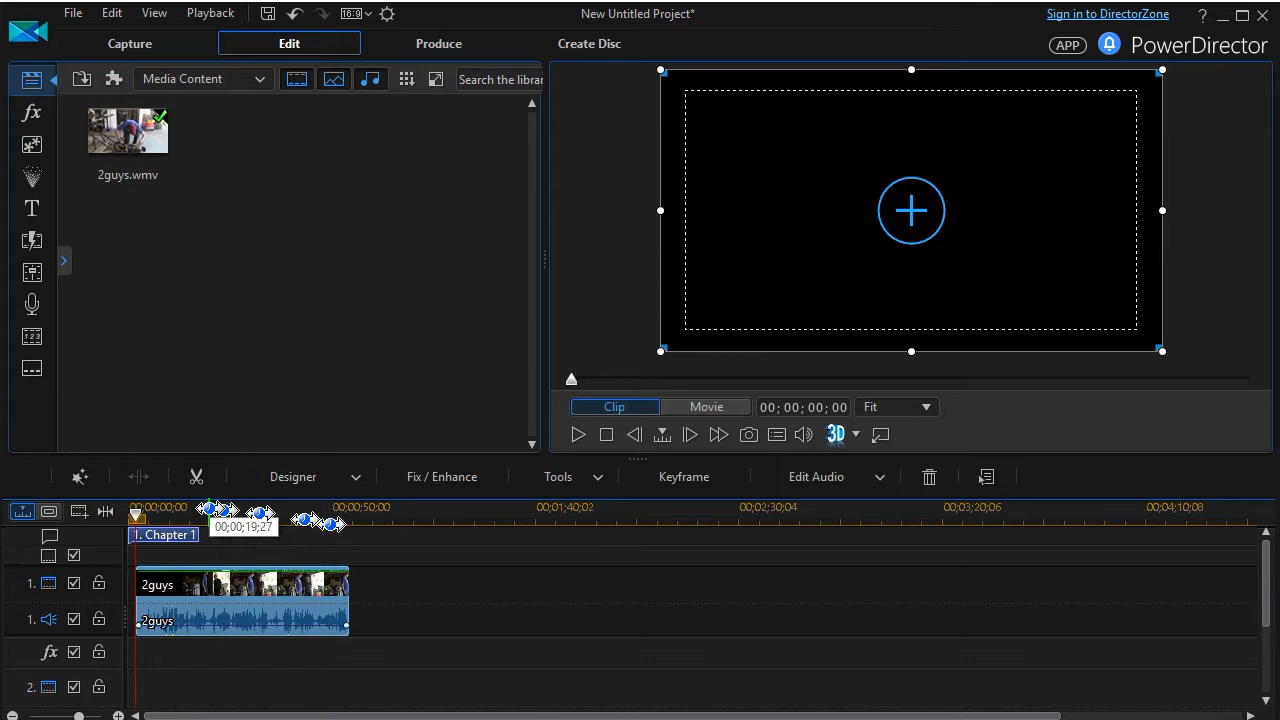 File Edit View Playback 16:9 New Untitled Project* Sign in to DirectorZone ?
Capture Edit Produce Create Disc APP PowerDirector
Media Content Search the librar
fx
T
2guys.wmv
123
Clip Movie 00; 00; 00; 00 Fit
3D
Designer Fix / Enhance Tools Keyframe Edit Audio
00;00;00;00 00;00;50;00 00;01;40;02 00;02;30;04 00;03;20;06 00;04;10;08
00;00;19;27
1. Chapter 1
1. 2guys
1. 2guys
fx
2.